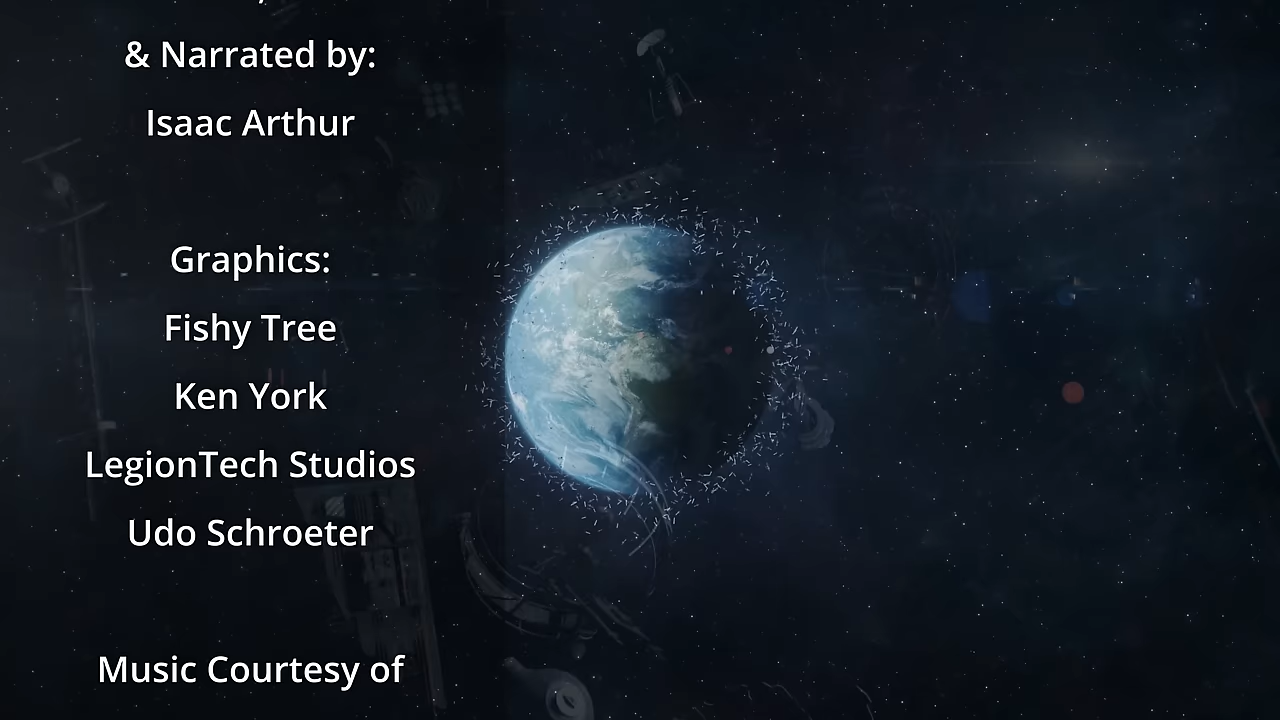 & Narrated by:
Isaac Arthur
Graphics:
Fishy Tree
Ken York
LegionTech Studios
Udo Schroeter
Music Courtesy of